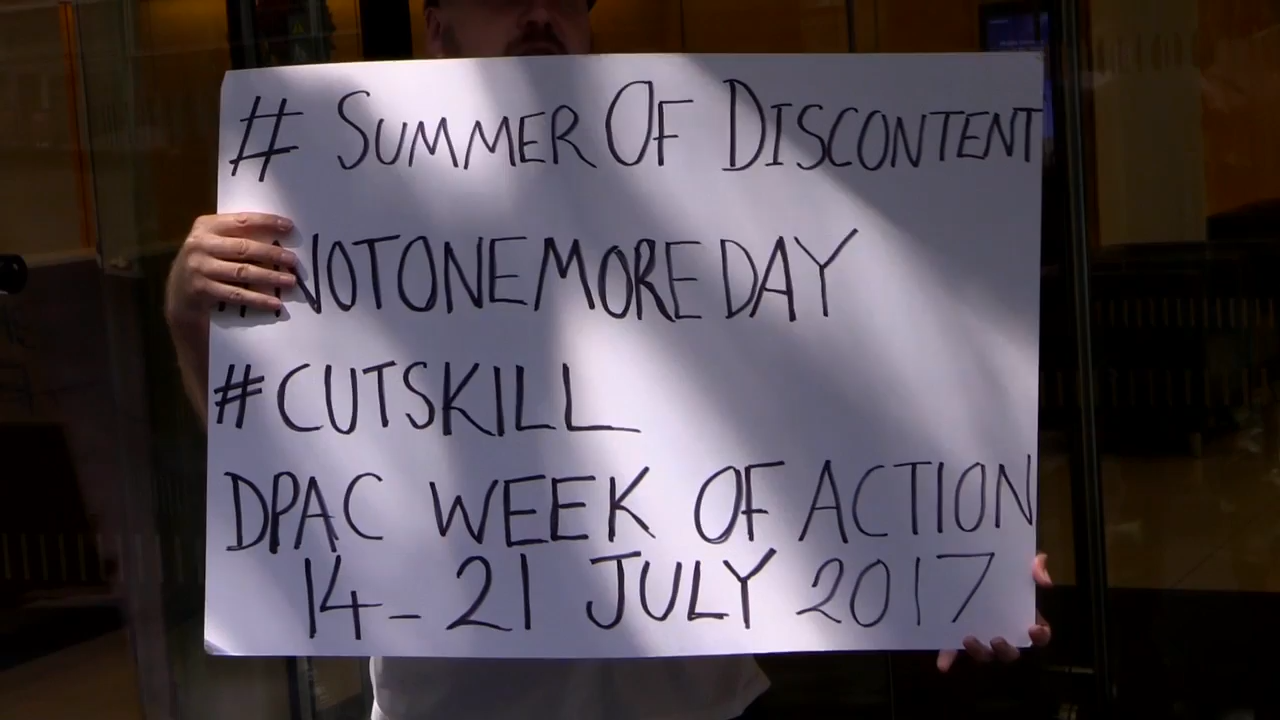 # SUMMER OF DISCONTENT
#NOTONEMOREDAY
#CUTSKILL
DPAC WEEK OF ACTION
14-21 JULY 2017